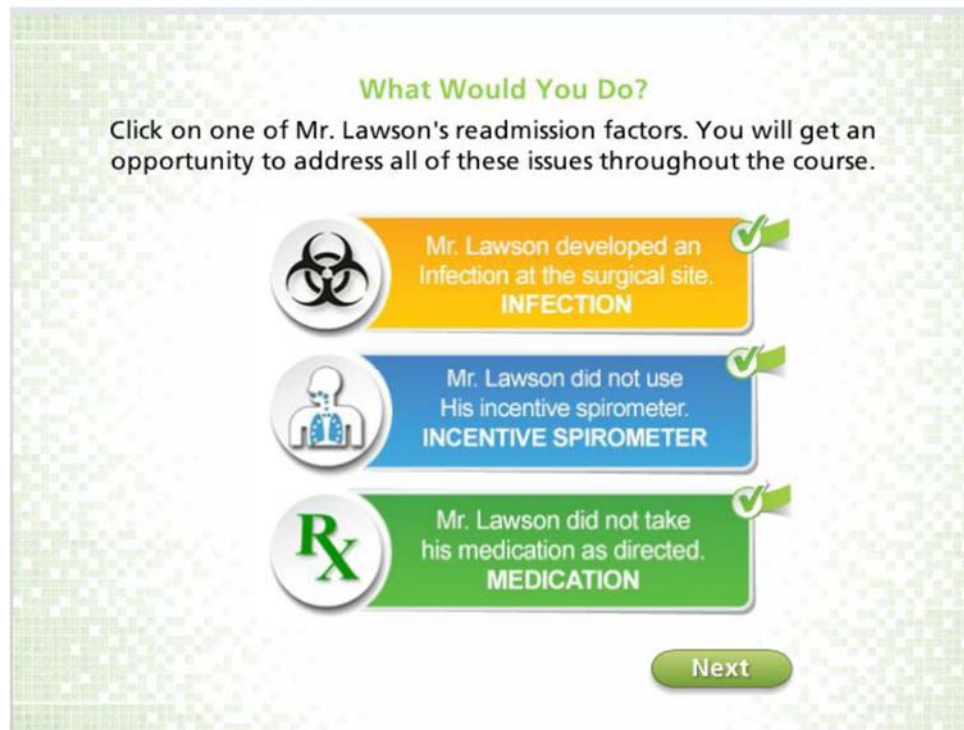 What Would You Do?
Click on one of Mr. Lawson's readmission factors. You will get an
opportunity to address all of these issues throughout the course.
Mr. Lawson developed an
Infection at the surgical site.
INFECTION
Mr. Lawson did not use
His incentive spirometer.
INCENTIVE SPIROMETER
Rx
Mr. Lawson did not take
his medication as directed.
MEDICATION
Next